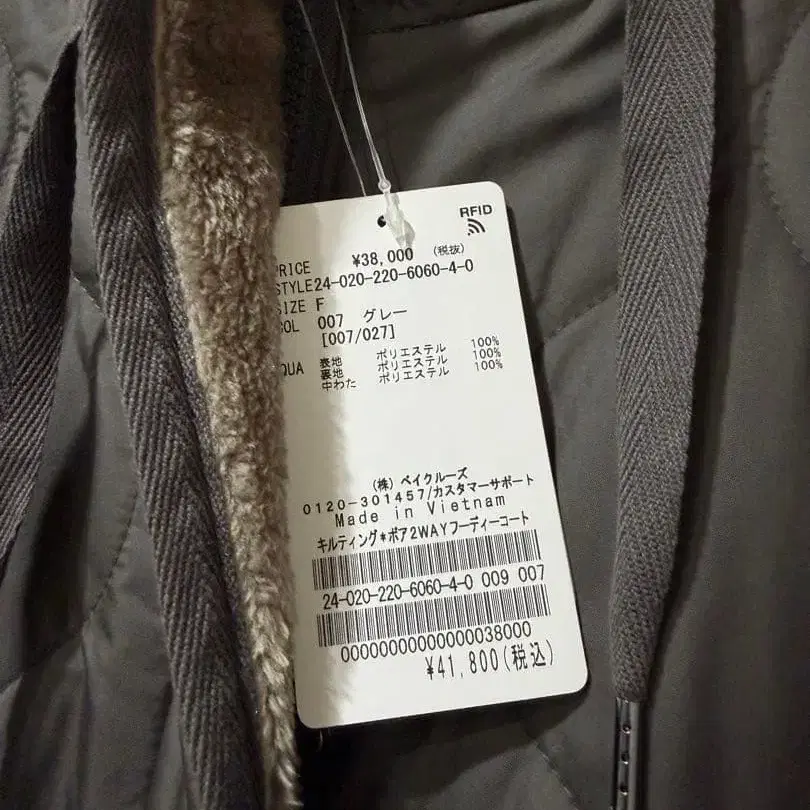 RFID
PRICE ¥38,000 (税抜)
STYLE 24-020-220-6060-4-0
SIZE F
COL 007 グレー
[007/027]
QUA 表地 ポリエステル 100%
裏地 ポリエステル 100%
中わた ポリエステル 100%
(株) ベイクルーズ
0120-301457/カスタマーサポート
Made in Vietnam
キルティング*ボア2WAYフーディーコート
24-020-220-6060-4-0 009 007
00000000000000038000
¥41,800(税込)